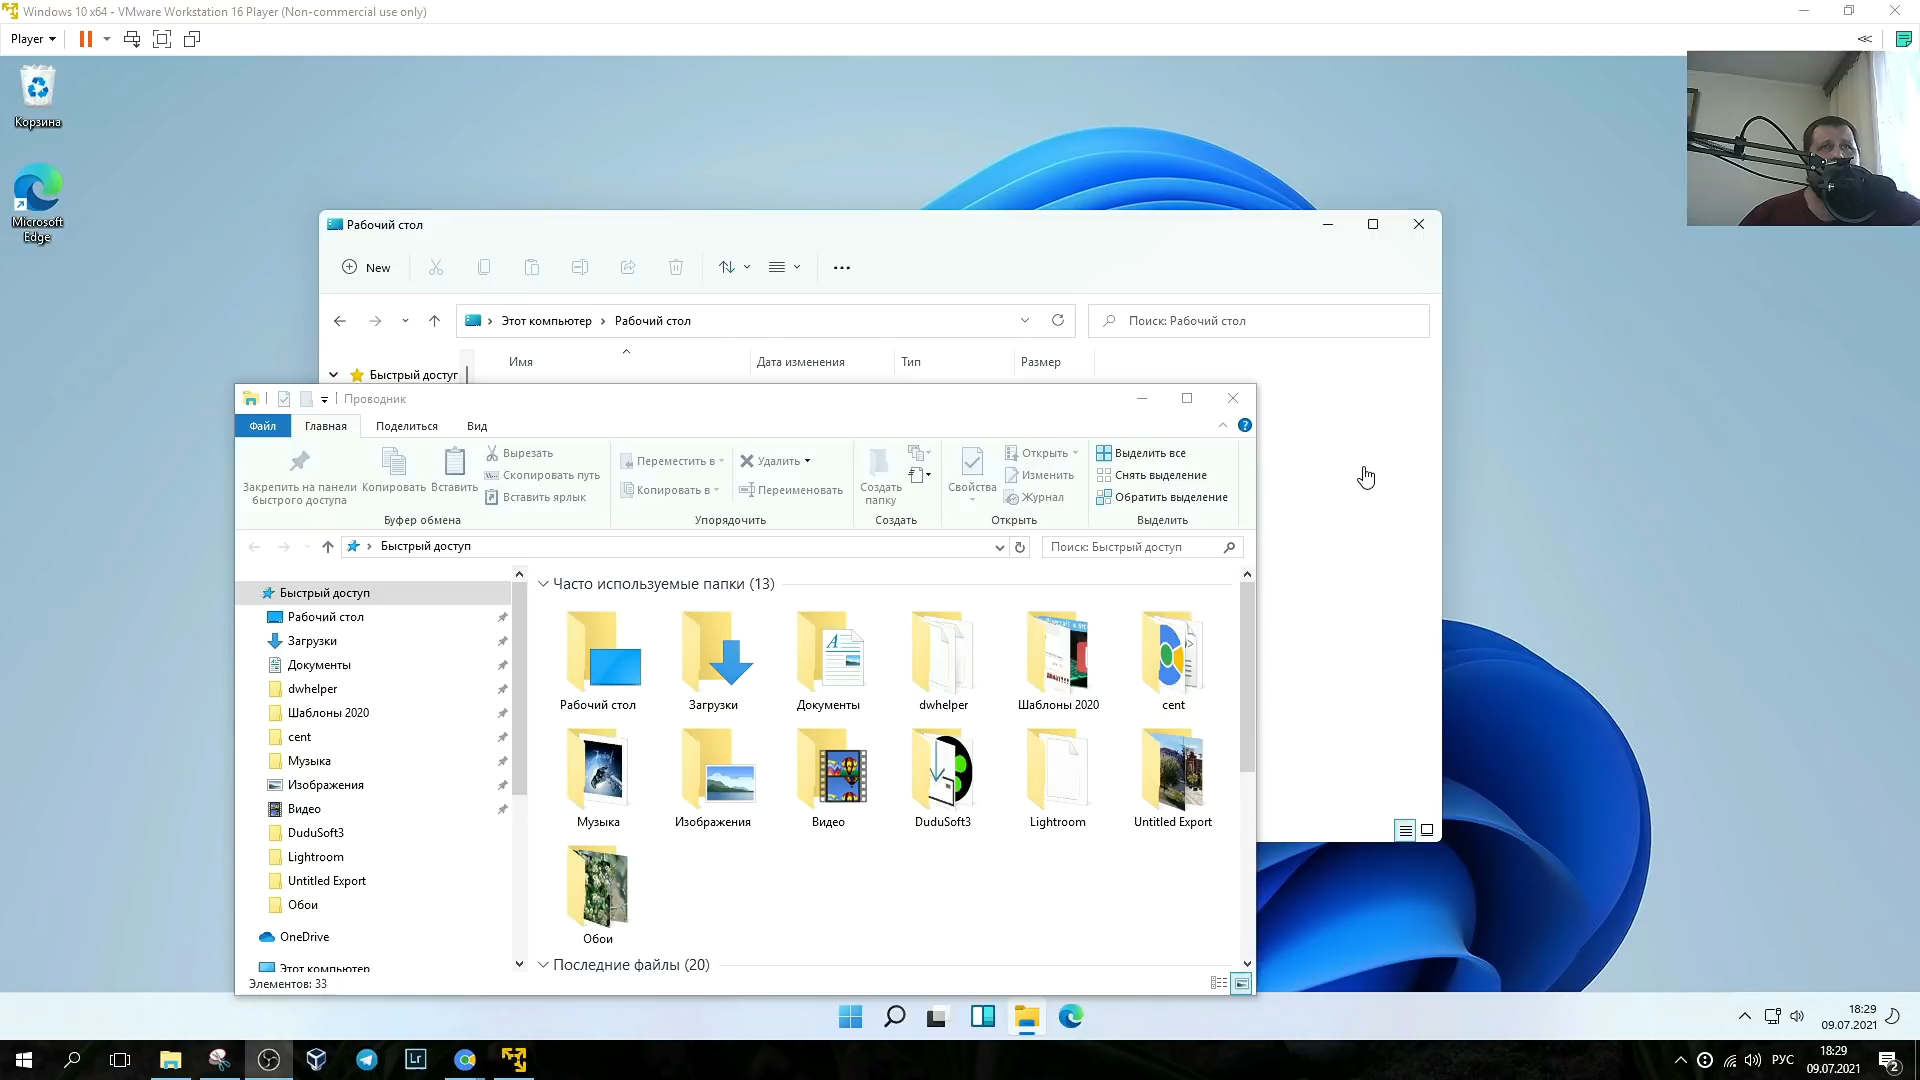 Windows 10 x64 - VMware Workstation 16 Player (Non-commercial use only)
Player
Корзина
Microsoft
Edge
Рабочий стол
New
Этот компьютер
Рабочий стол
Поиск: Рабочий стол
Имя
Дата изменения
Тип
Размер
Быстрый доступ
Проводник
Файл
Главная
Поделиться
Вид
Закрепить на панели
быстрого доступа
Копировать
Вставить
Вырезать
Скопировать путь
Вставить ярлык
Буфер обмена
Переместить в
Копировать в
Удалить
Переименовать
Упорядочить
Создать
папку
Создать
Свойства
Открыть
Изменить
Журнал
Открыть
Выделить все
Снять выделение
Обратить выделение
Выделить
Быстрый доступ
Поиск: Быстрый доступ
Быстрый доступ
Рабочий стол
Загрузки
Документы
dwhelper
Шаблоны 2020
cent
Музыка
Изображения
Видео
DuduSoft3
Lightroom
Untitled Export
Обои
OneDrive
Этот компьютер
Часто используемые папки (13)
Рабочий стол
Загрузки
Документы
dwhelper
Шаблоны 2020
cent
Музыка
Изображения
Видео
DuduSoft3
Lightroom
Untitled Export
Обои
Последние файлы (20)
Элементов: 33
18:29
09.07.2021
Lr
РУС
18:29
09.07.2021
2